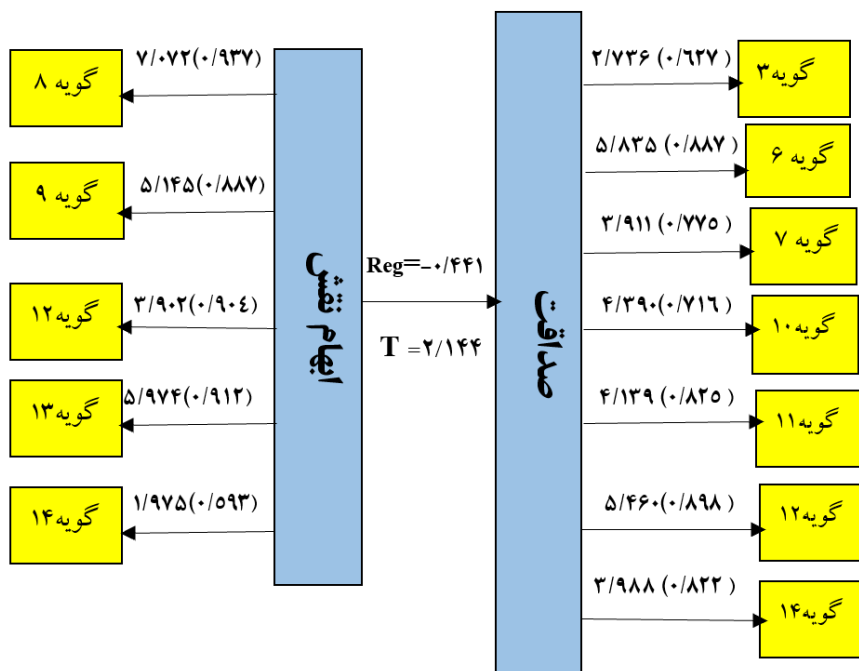 ۷/۰۷۲(۰/۹۳۷)
گویه ۸
۵/۱۴۵(۰/۸۸۷)
گویه ۹
۳/۹۰۲(۰/۹۰٤)
گویه۱۲
۵/۹۷۴(۰/۹۱۲)
گویه۱۳
۱/۹۷۵(۰/۵۹۳)
گویه۱۴
ابهام نقش
Reg=-۰/۴۴۱
T =۲/۱۴۴
صداقت
۲/۷۳۶ (۰/٦۲۷ )
گویه۳
۵/۸۳۵ (۰/۸۸۷ )
گویه ۶
۳/۹۱۱ (۰/۷۷۵ )
گویه ۷
۴/۳۹۰(۰/۷۱۶ )
گویه۱۰
۴/۱۳۹ (۰/۸۲۵ )
گویه۱۱
۵/۴۶۰(۰/۸۹۸ )
گویه۱۲
۳/۹۸۸ (۰/۸۲۲ )
گویه۱۴